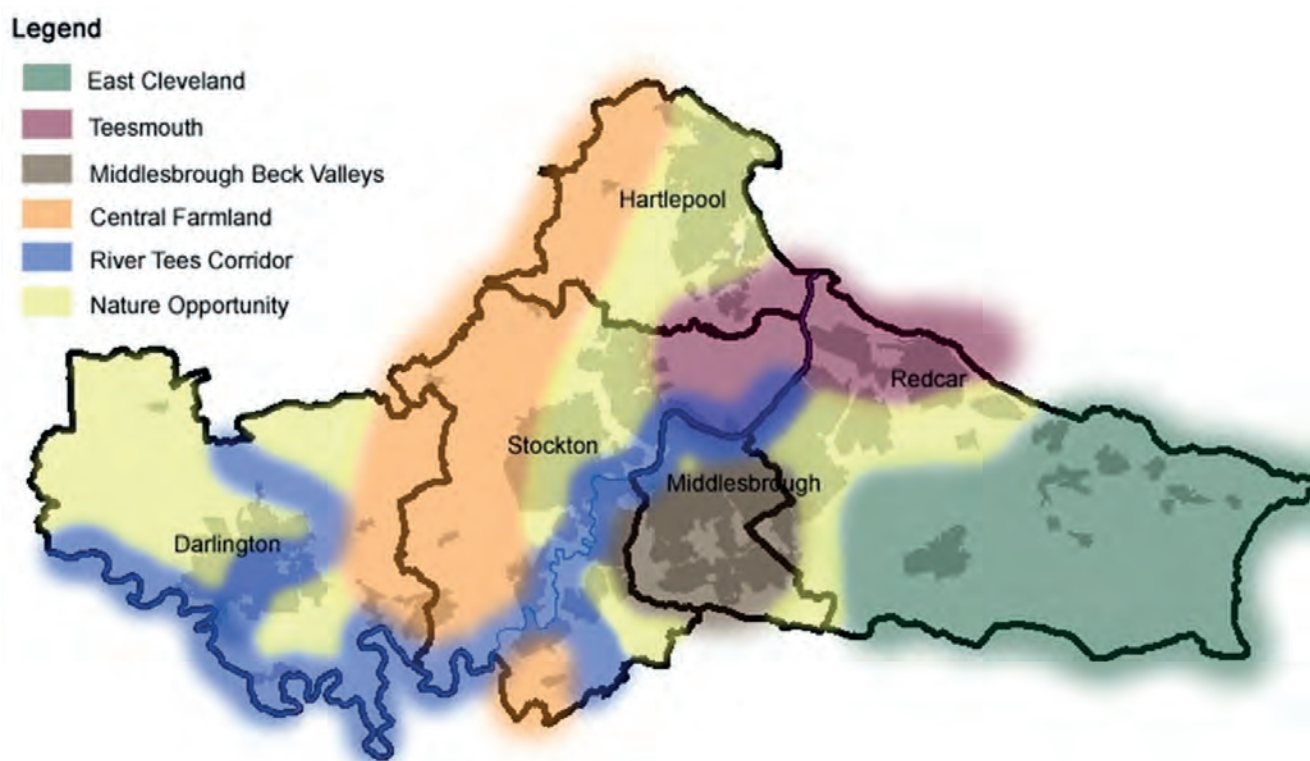 Legend
East Cleveland
Teesmouth
Middlesbrough Beck Valleys
Central Farmland
River Tees Corridor
Nature Opportunity
Hartlepool
Redcar
Stockton
Middlesbrough
Darlington